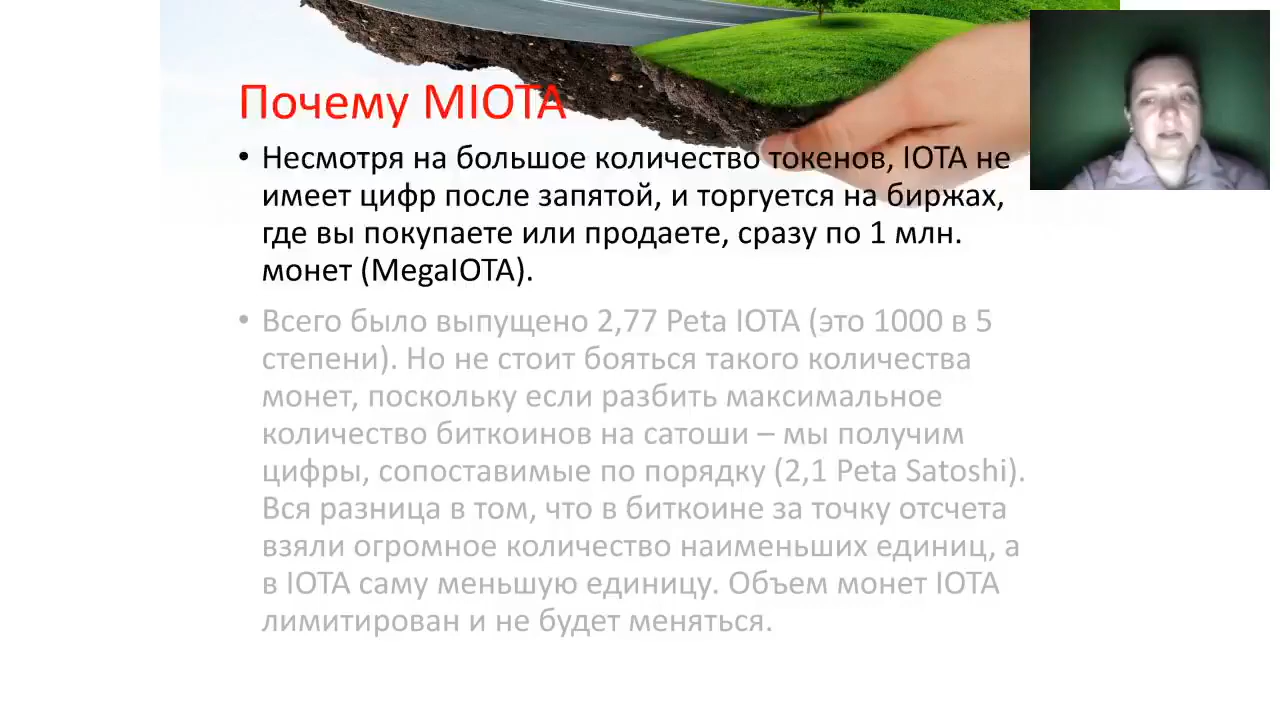 Почему MIOTA
• Несмотря на большое количество токенов, IOTA не
имеет цифр после запятой, и торгуется на биржах,
где вы покупаете или продаете, сразу по 1 млн.
монет (MegaIOTA).
• Всего было выпущено 2,77 Peta IOTA (это 1000 в 5
степени). Но не стоит бояться такого количества
монет, поскольку если разбить максимальное
количество биткоинов на сатоши – мы получим
цифры, сопоставимые по порядку (2,1 Peta Satoshi).
Вся разница в том, что в биткоине за точку отсчета
взяли огромное количество наименьших единиц, а
в IOTA саму меньшую единицу. Объем монет IOTA
лимитирован и не будет меняться.